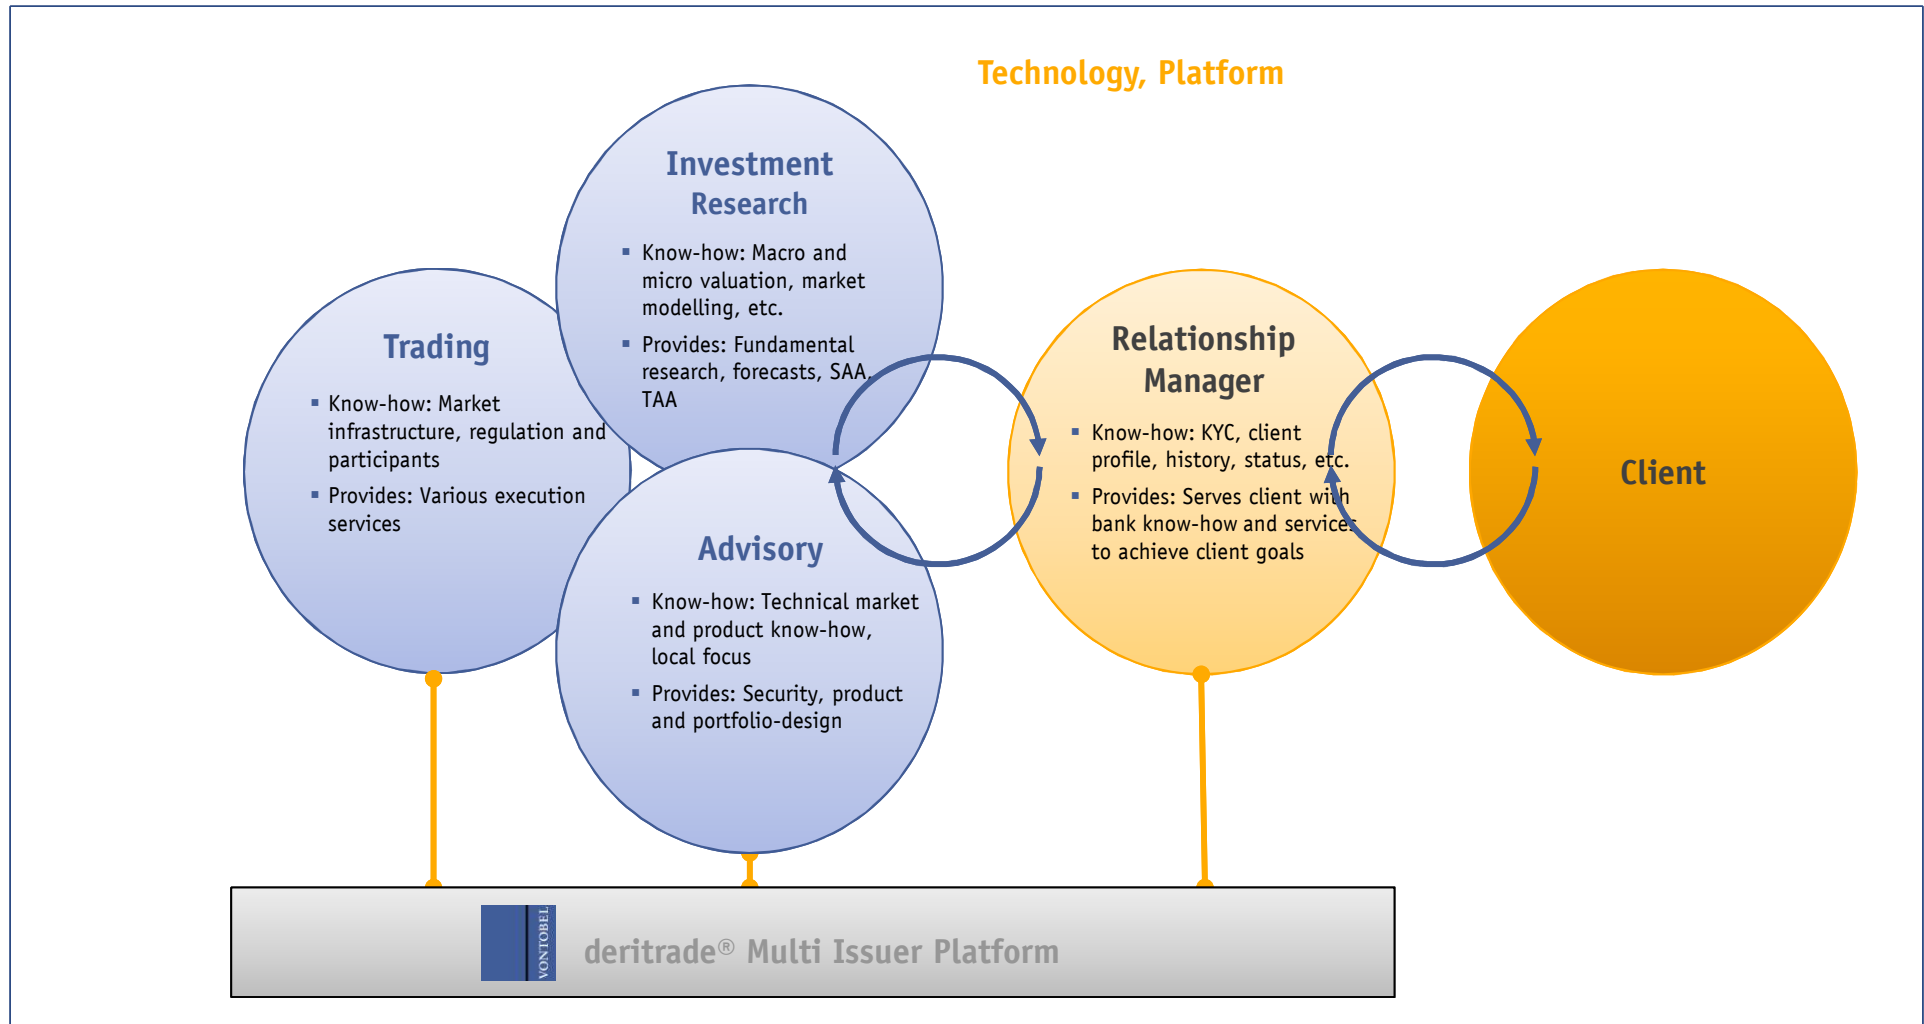 Technology, Platform
Investment
Research
▪ Know-how: Macro and
micro valuation, market
modelling, etc.
▪ Provides: Fundamental
research, forecasts, SAA,
TAA
Trading
▪ Know-how: Market
infrastructure, regulation and
participants
▪ Provides: Various execution
services
Advisory
▪ Know-how: Technical market
and product know-how,
local focus
▪ Provides: Security, product
and portfolio-design
Relationship
Manager
▪ Know-how: KYC, client
profile, history, status, etc.
▪ Provides: Serves client with
bank know-how and services
to achieve client goals
Client
VONTOBEL
deritrade® Multi Issuer Platform